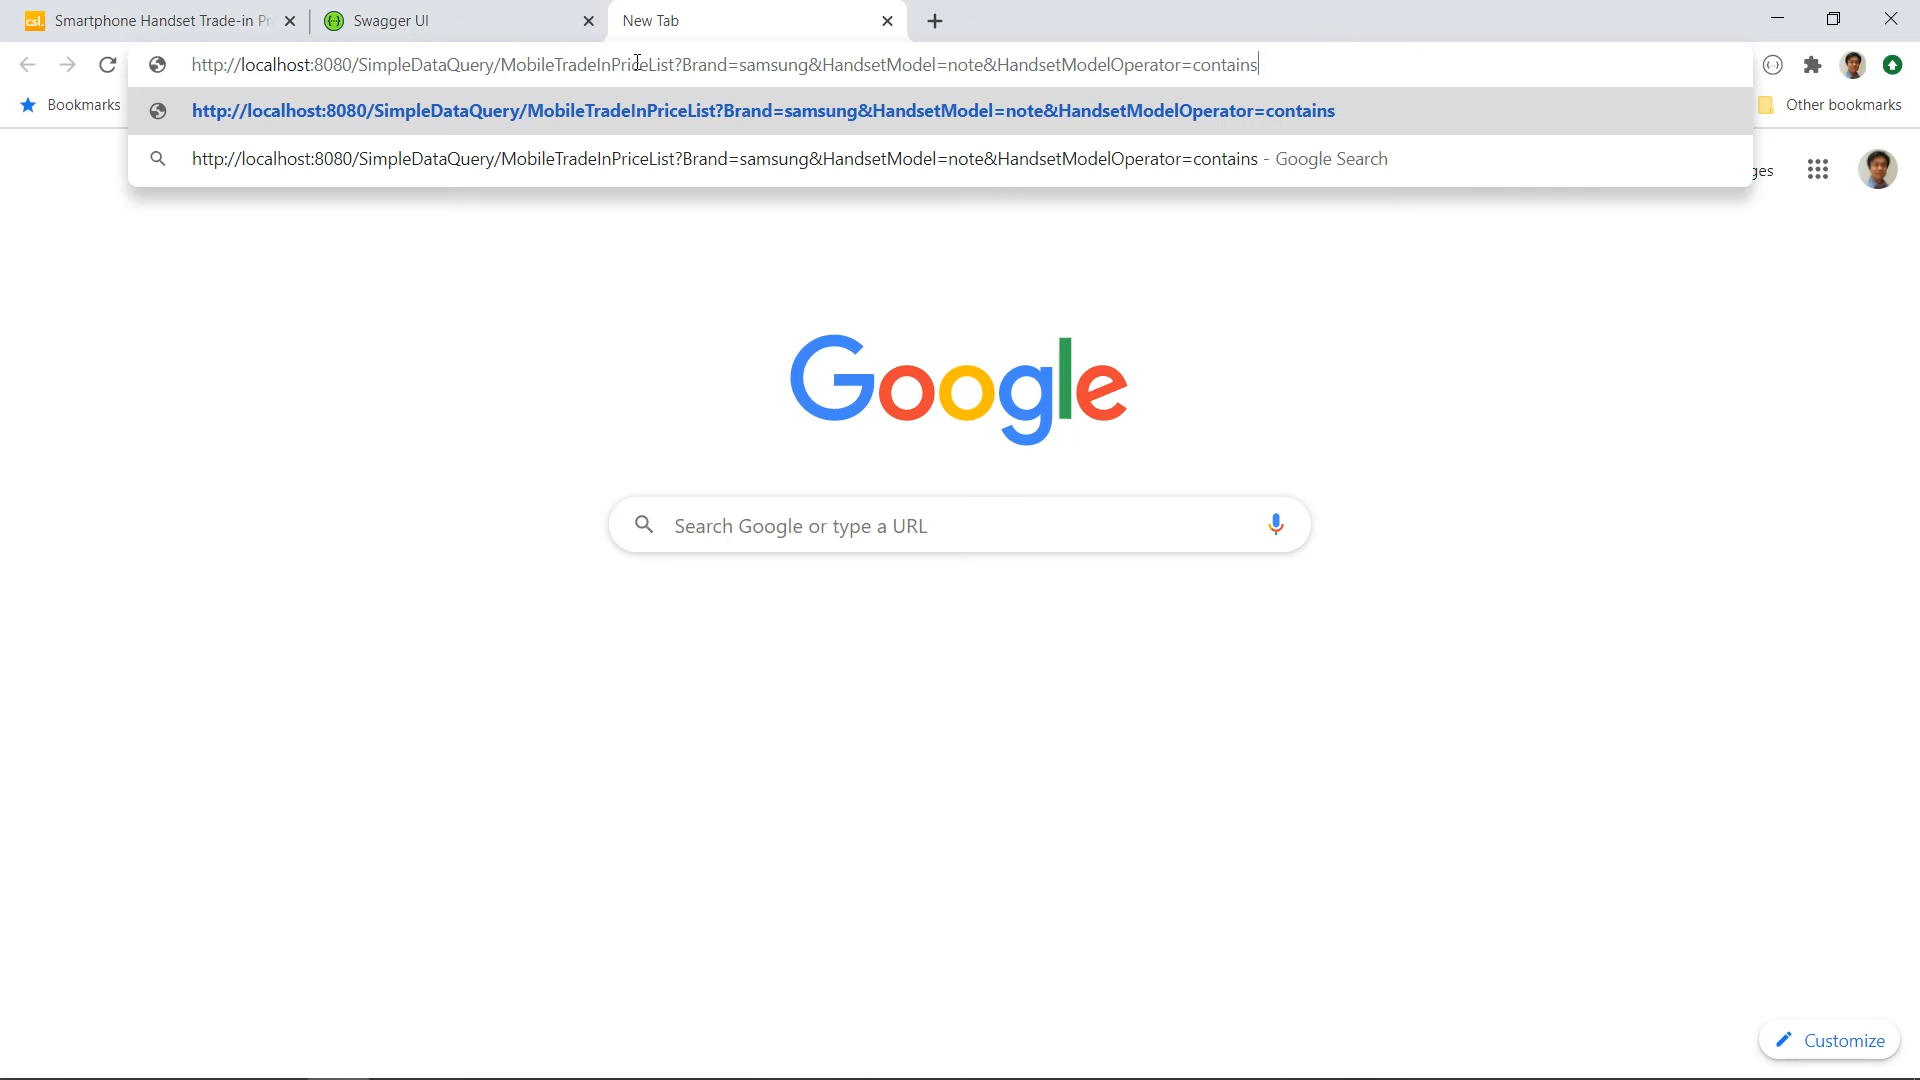 csl. Smartphone Handset Trade-in Pr
Swagger UI
New Tab
http://localhost:8080/SimpleDataQuery/MobileTradeInPriceList?Brand=samsung&HandsetModel=note&HandsetModelOperator=contains
Bookmarks
http://localhost:8080/SimpleDataQuery/MobileTradeInPriceList?Brand=samsung&HandsetModel=note&HandsetModelOperator=contains
Other bookmarks
http://localhost:8080/SimpleDataQuery/MobileTradeInPriceList?Brand=samsung&HandsetModel=note&HandsetModelOperator=contains - Google Search
ges
Google
Search Google or type a URL
Customize